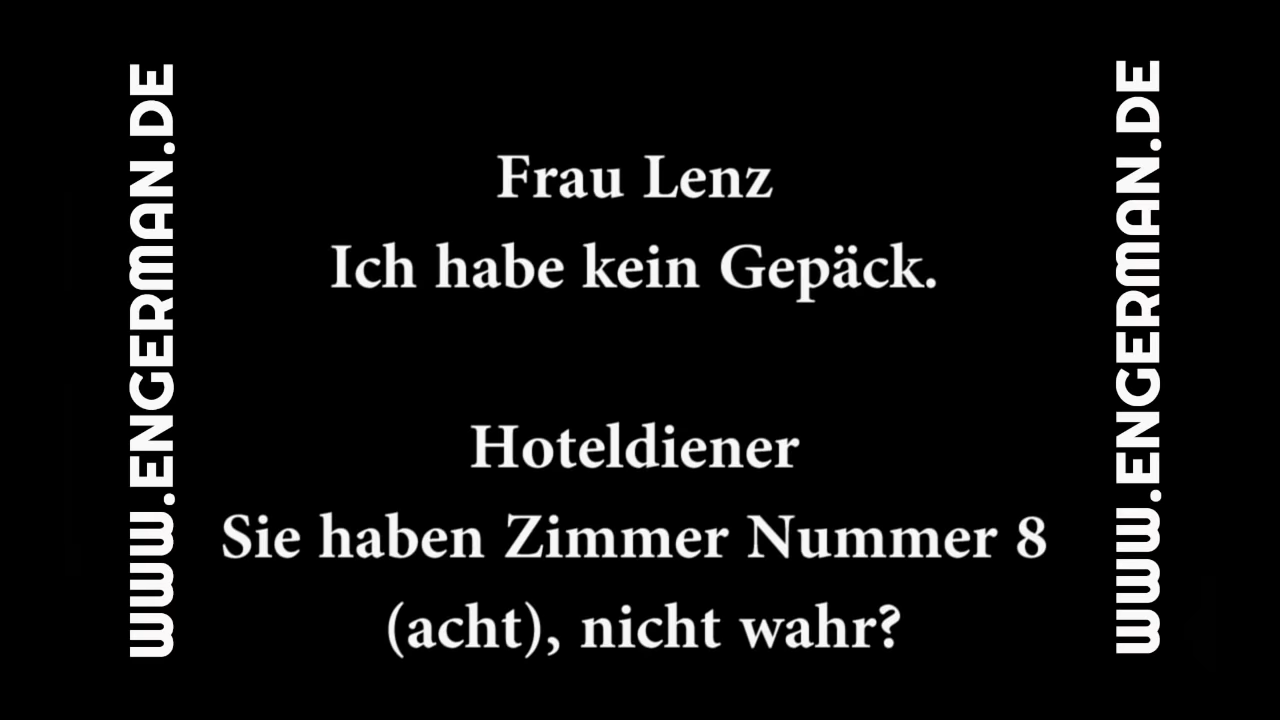 WWW.ENGERMAN.DE
Frau Lenz
Ich habe kein Gepäck.
Hoteldiener
Sie haben Zimmer Nummer 8
(acht), nicht wahr?
WWW.ENGERMAN.DE